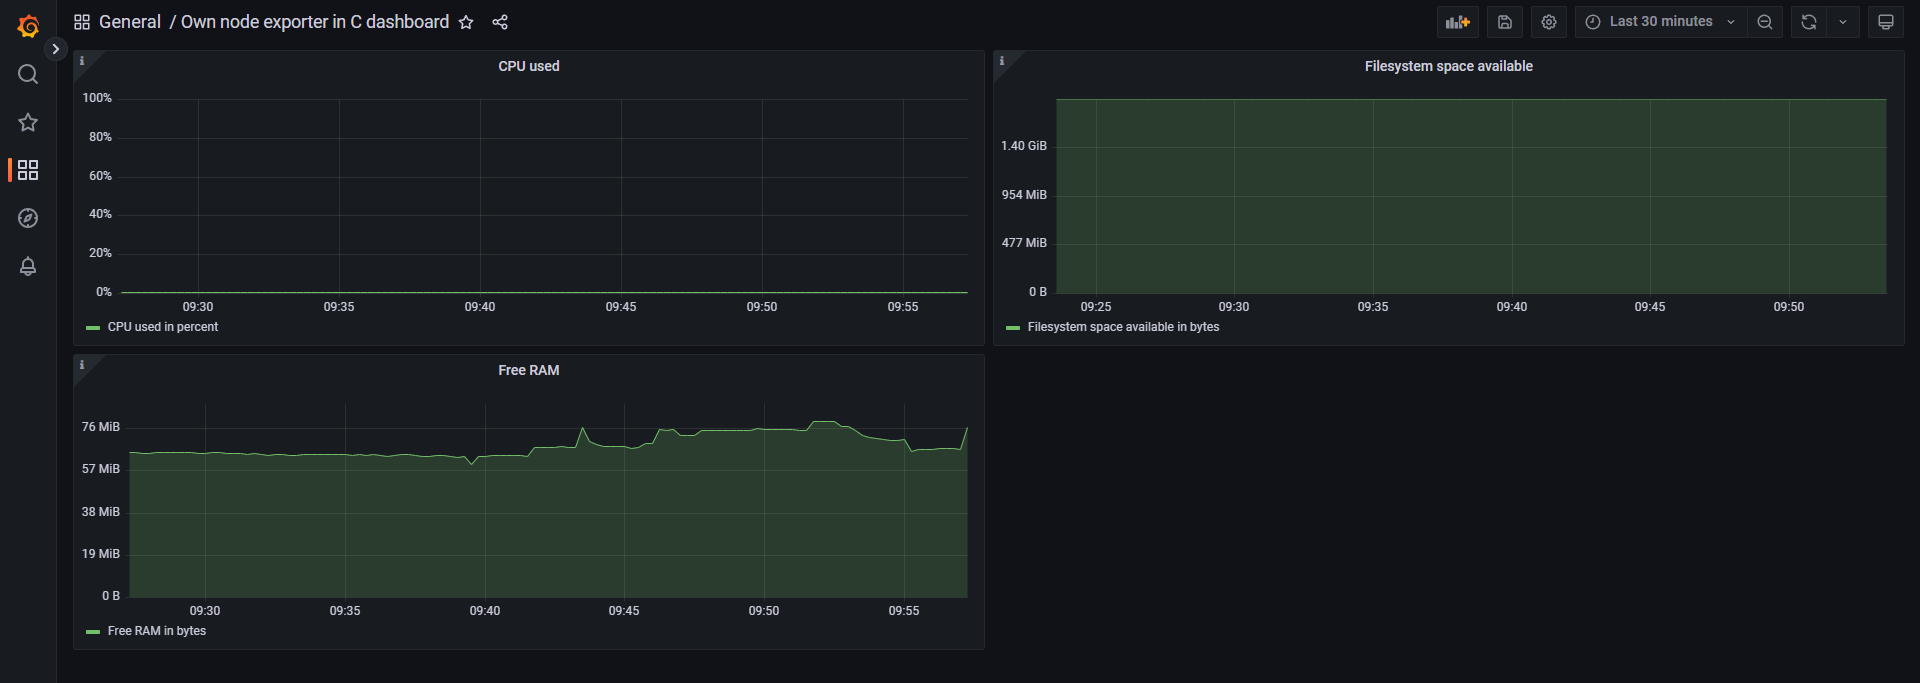 General / Own node exporter in C dashboard
Last 30 minutes
CPU used
100%
80%
60%
40%
20%
0%
09:30 09:35 09:40 09:45 09:50 09:55
CPU used in percent
Filesystem space available
1.40 GiB
954 MiB
477 MiB
0 B
09:25 09:30 09:35 09:40 09:45 09:50
Filesystem space available in bytes
Free RAM
76 MiB
57 MiB
38 MiB
19 MiB
0 B
09:30 09:35 09:40 09:45 09:50 09:55
Free RAM in bytes